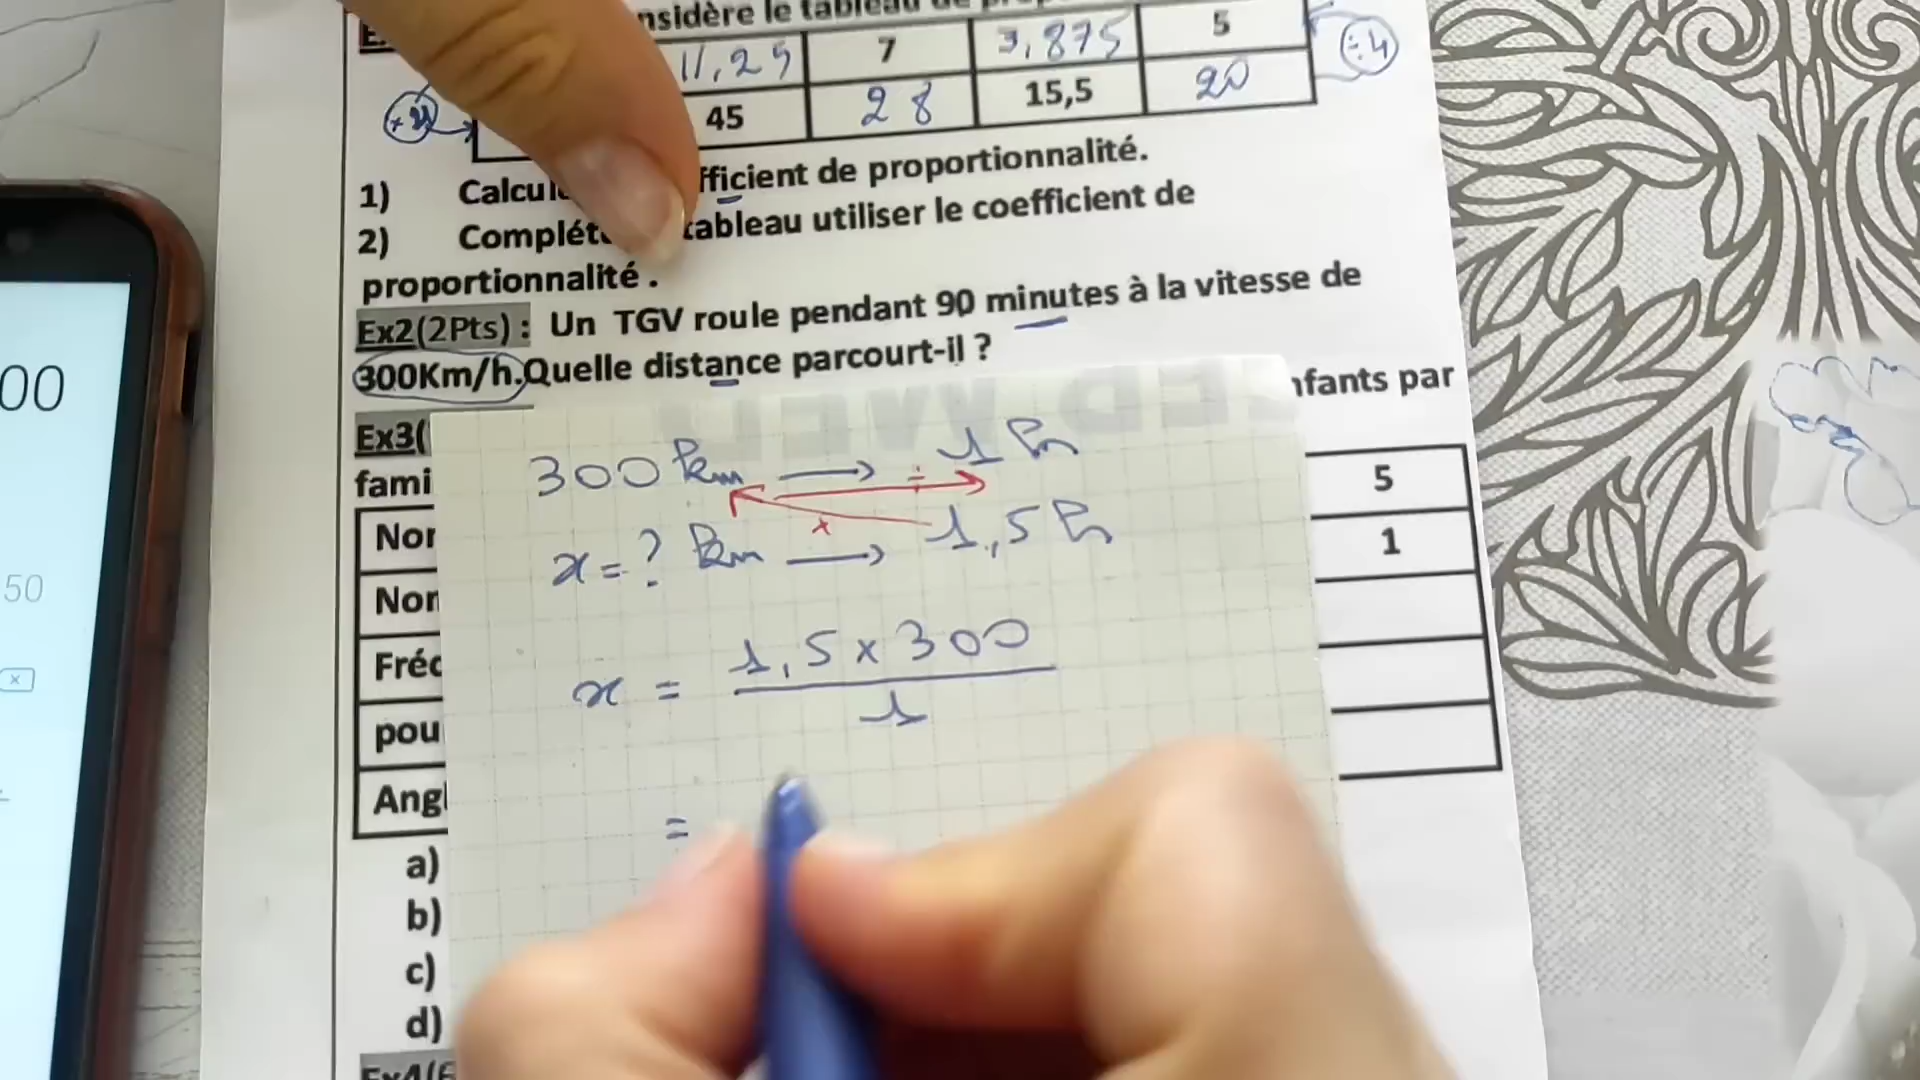 nsidère le tableau de
11,25 7 3,875 5
÷4
45 28 15,5 20
1) Calcul fficient de proportionnalité.
2) Complét tableau utiliser le coefficient de
proportionnalité .
Ex2(2Pts) : Un TGV roule pendant 90 minutes à la vitesse de
300Km/h.Quelle distance parcourt-il ?
Ex3( nfants par
fami
5
Nor 1
Nor
Fréc
pou
Angl
a)
b)
c)
d)
Ex4(6
300 km → 1 h
÷
x
x = ? km → 1,5 h
x = 1,5 x 300
1
=
00
50